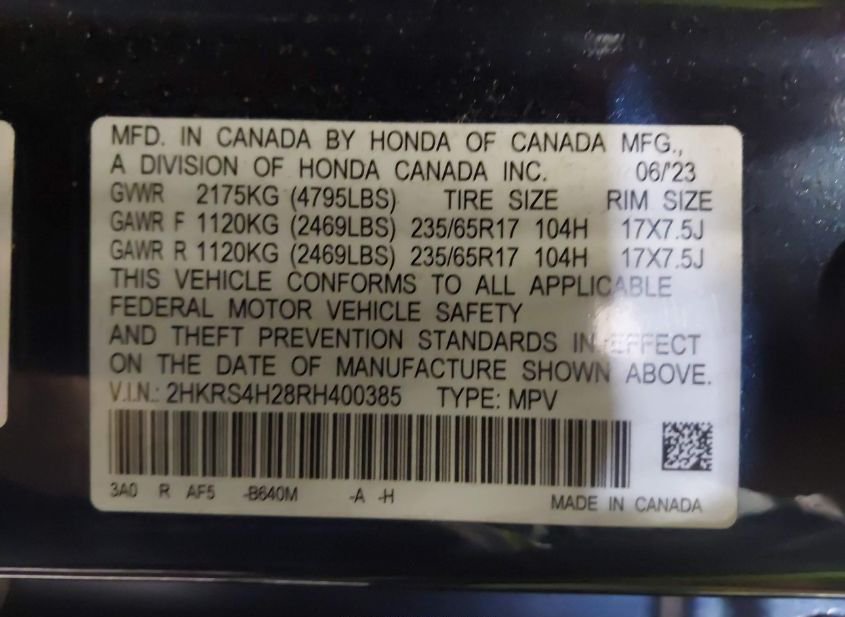 MFD. IN CANADA BY HONDA OF CANADA MFG.,
A DIVISION OF HONDA CANADA INC. 06/'23
GVWR 2175KG (4795LBS) TIRE SIZE RIM SIZE
GAWR F 1120KG (2469LBS) 235/65R17 104H 17X7.5J
GAWR R 1120KG (2469LBS) 235/65R17 104H 17X7.5J
THIS VEHICLE CONFORMS TO ALL APPLICABLE
FEDERAL MOTOR VEHICLE SAFETY
AND THEFT PREVENTION STANDARDS IN EFFECT
ON THE DATE OF MANUFACTURE SHOWN ABOVE.
V.I.N.: 2HKRS4H28RH400385 TYPE: MPV
3A0 R AF5 -B640M -A -H
MADE IN CANADA